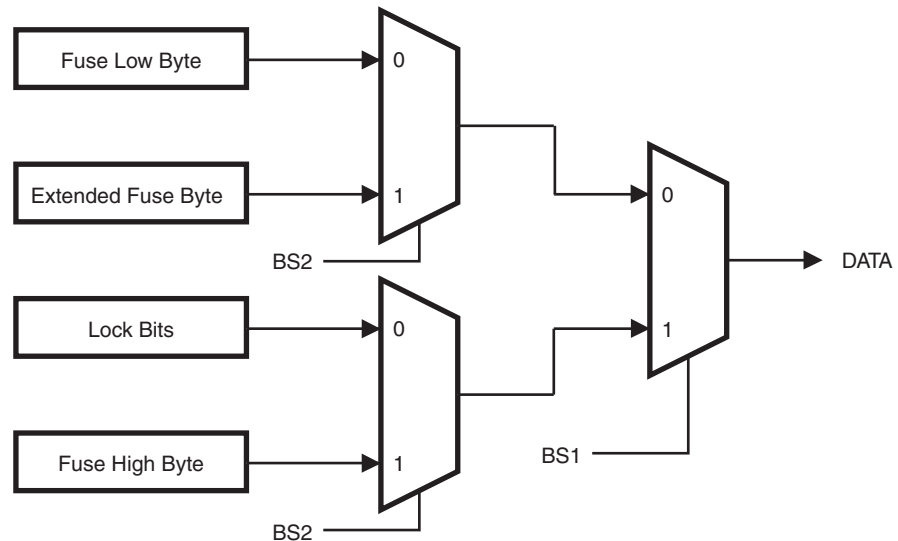 Fuse Low Byte
0
Extended Fuse Byte
1
BS2
0
DATA
Lock Bits
0
1
Fuse High Byte
1
BS1
BS2